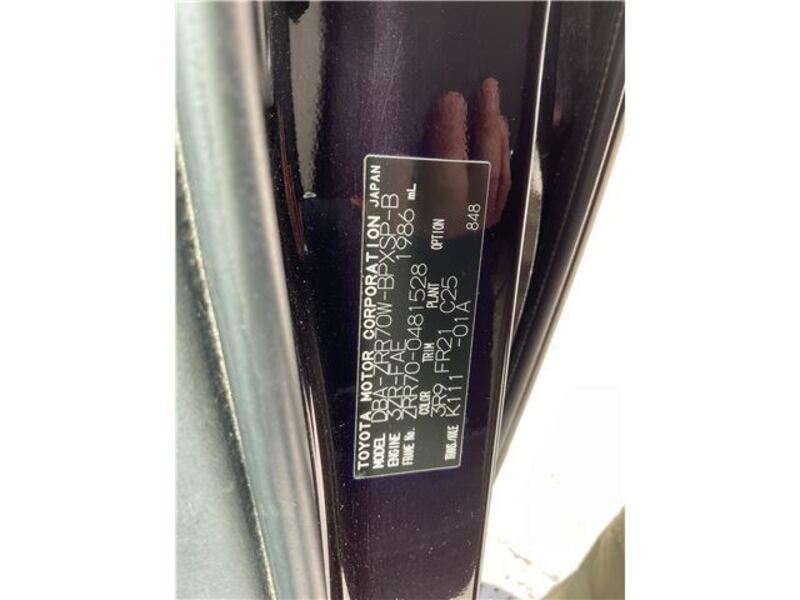 TOYOTA MOTOR CORPORATION JAPAN
MODEL DBA-ZRR70W-BPXSP-B
ENGINE 3ZR-FAE 1986 mL
FRAME No. ZRR70-0481528
COLOR TRIM PLANT OPTION
3R9 FR21 C25 848
TRANS./AXLE K111 -01A